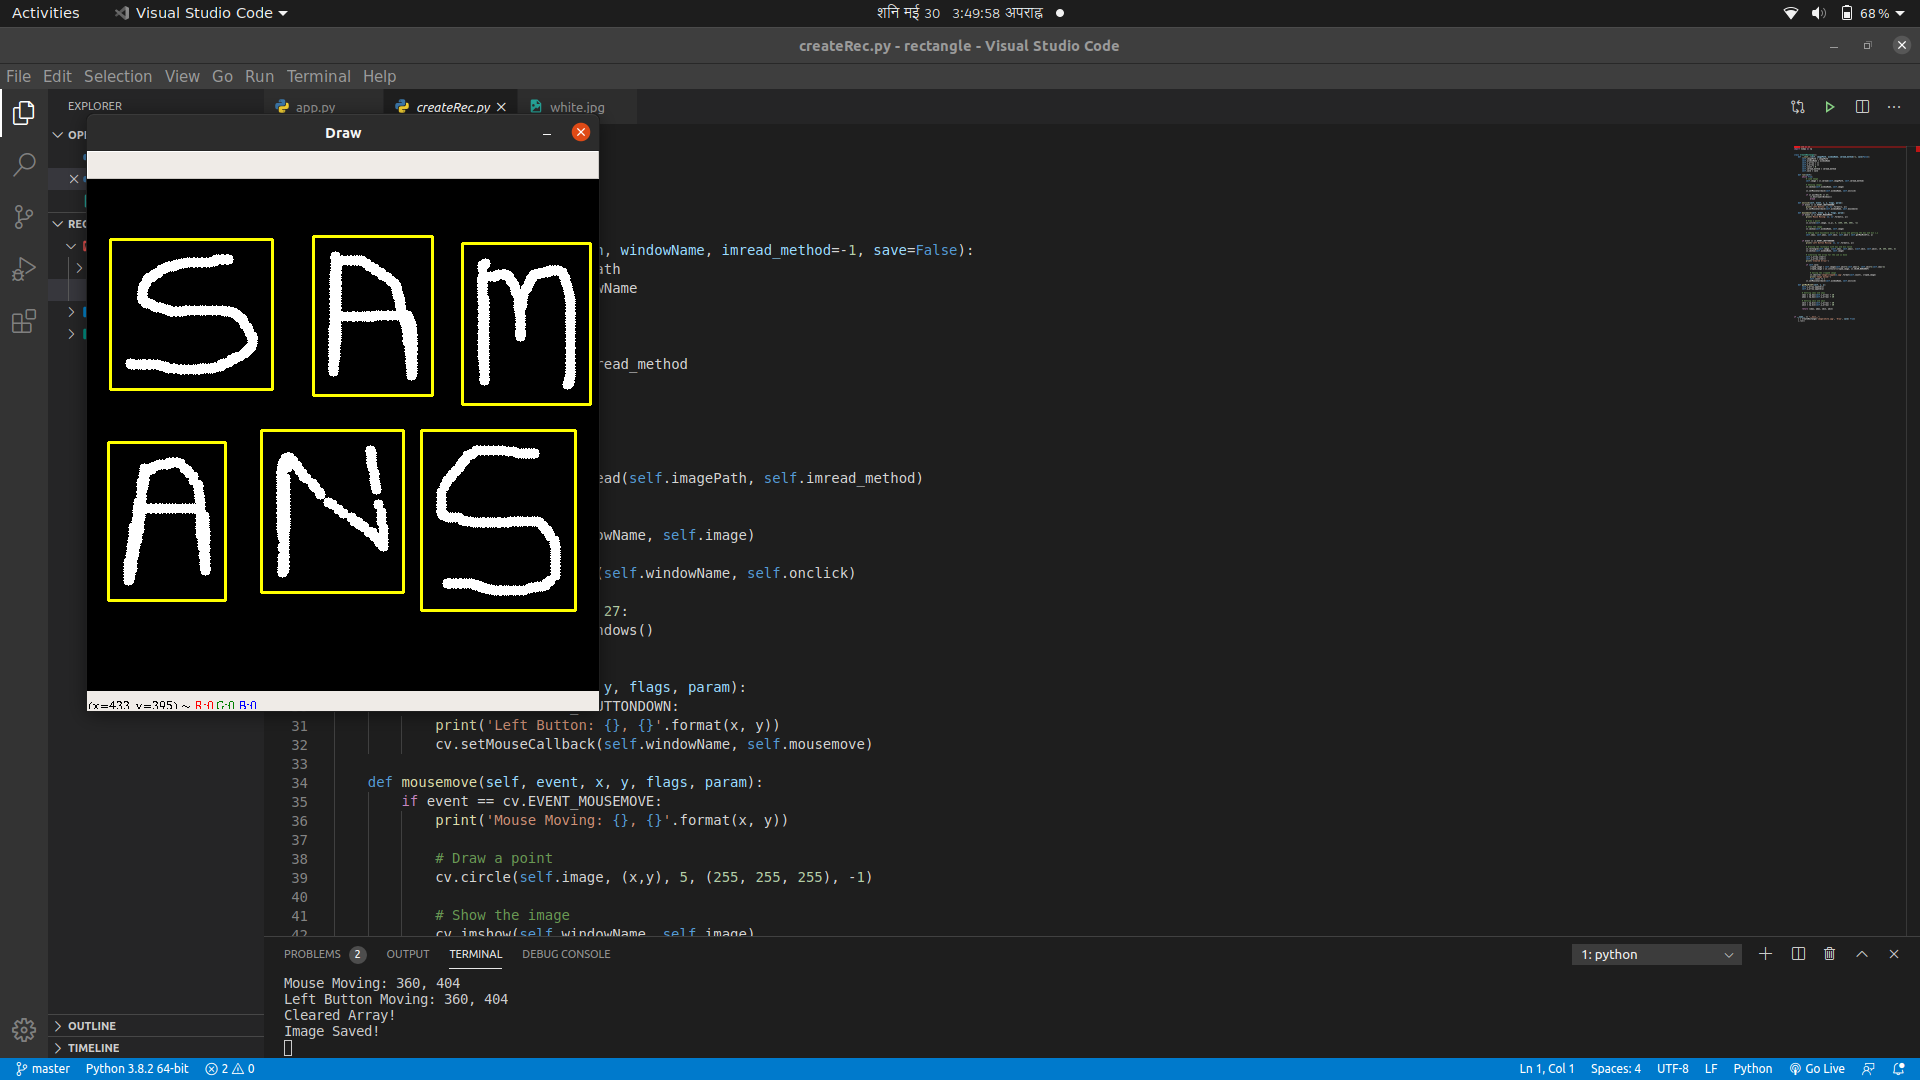 Activities Visual Studio Code शनि मई 30 3:49:58 अपराह्न 68 %
createRec.py - rectangle - Visual Studio Code
File Edit Selection View Go Run Terminal Help
EXPLORER app.py createRec.py white.jpg
Draw
SAM
ANS
(x=433, y=395) ~ R:0 G:0 B:0
, windowName, imread_method=-1, save=False):
read_method
(self.imagePath, self.imread_method)
, self.image)
(self.windowName, self.onclick)
27:
y, flags, param):
31 print('Left Button: {}, {}'.format(x, y))
32 cv.setMouseCallback(self.windowName, self.mousemove)
33
34 def mousemove(self, event, x, y, flags, param):
35 if event == cv.EVENT_MOUSEMOVE:
36 print('Mouse Moving: {}, {}'.format(x, y))
37
38 # Draw a point
39 cv.circle(self.image, (x,y), 5, (255, 255, 255), -1)
40
41 # Show the image
42 cv.imshow(self.windowName, self.image)
PROBLEMS 2 OUTPUT TERMINAL DEBUG CONSOLE 1: python
Mouse Moving: 360, 404
Left Button Moving: 360, 404
Cleared Array!
Image Saved!
OUTLINE
TIMELINE
master Python 3.8.2 64-bit 2 0 Ln 1, Col 1 Spaces: 4 UTF-8 LF Python Go Live